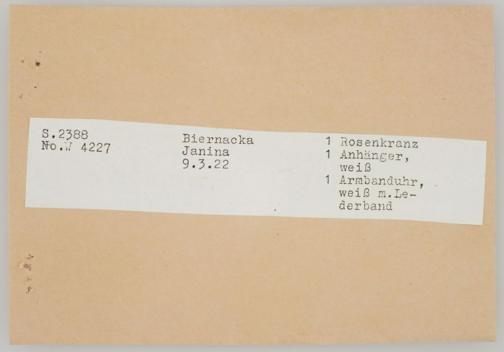 S.2388
No.W 4227
Biernacka
Janina
9.3.22
1 Rosenkranz
1 Anhänger,
weiß
1 Armbanduhr,
weiß m.Le-
derband